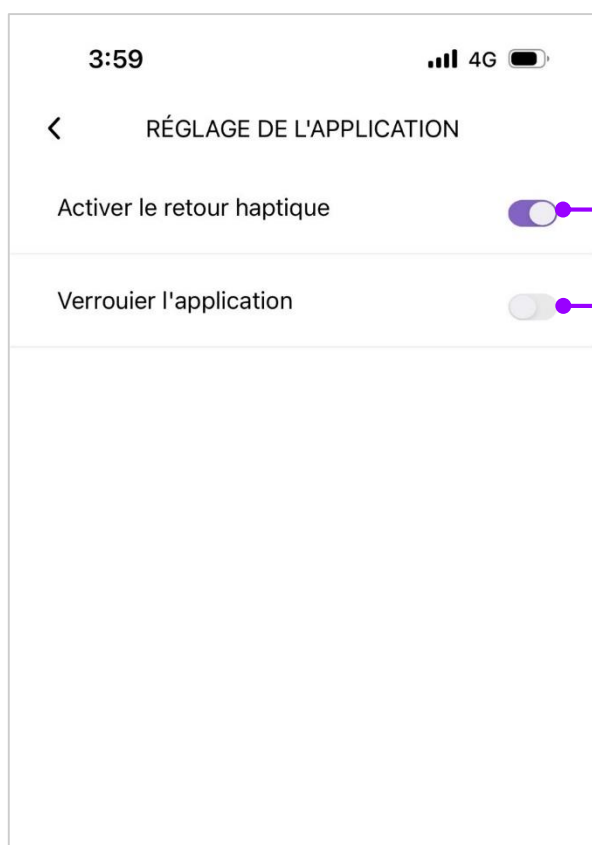 3:59 4G
RÉGLAGE DE L'APPLICATION
Activer le retour haptique
Verrouier l'application